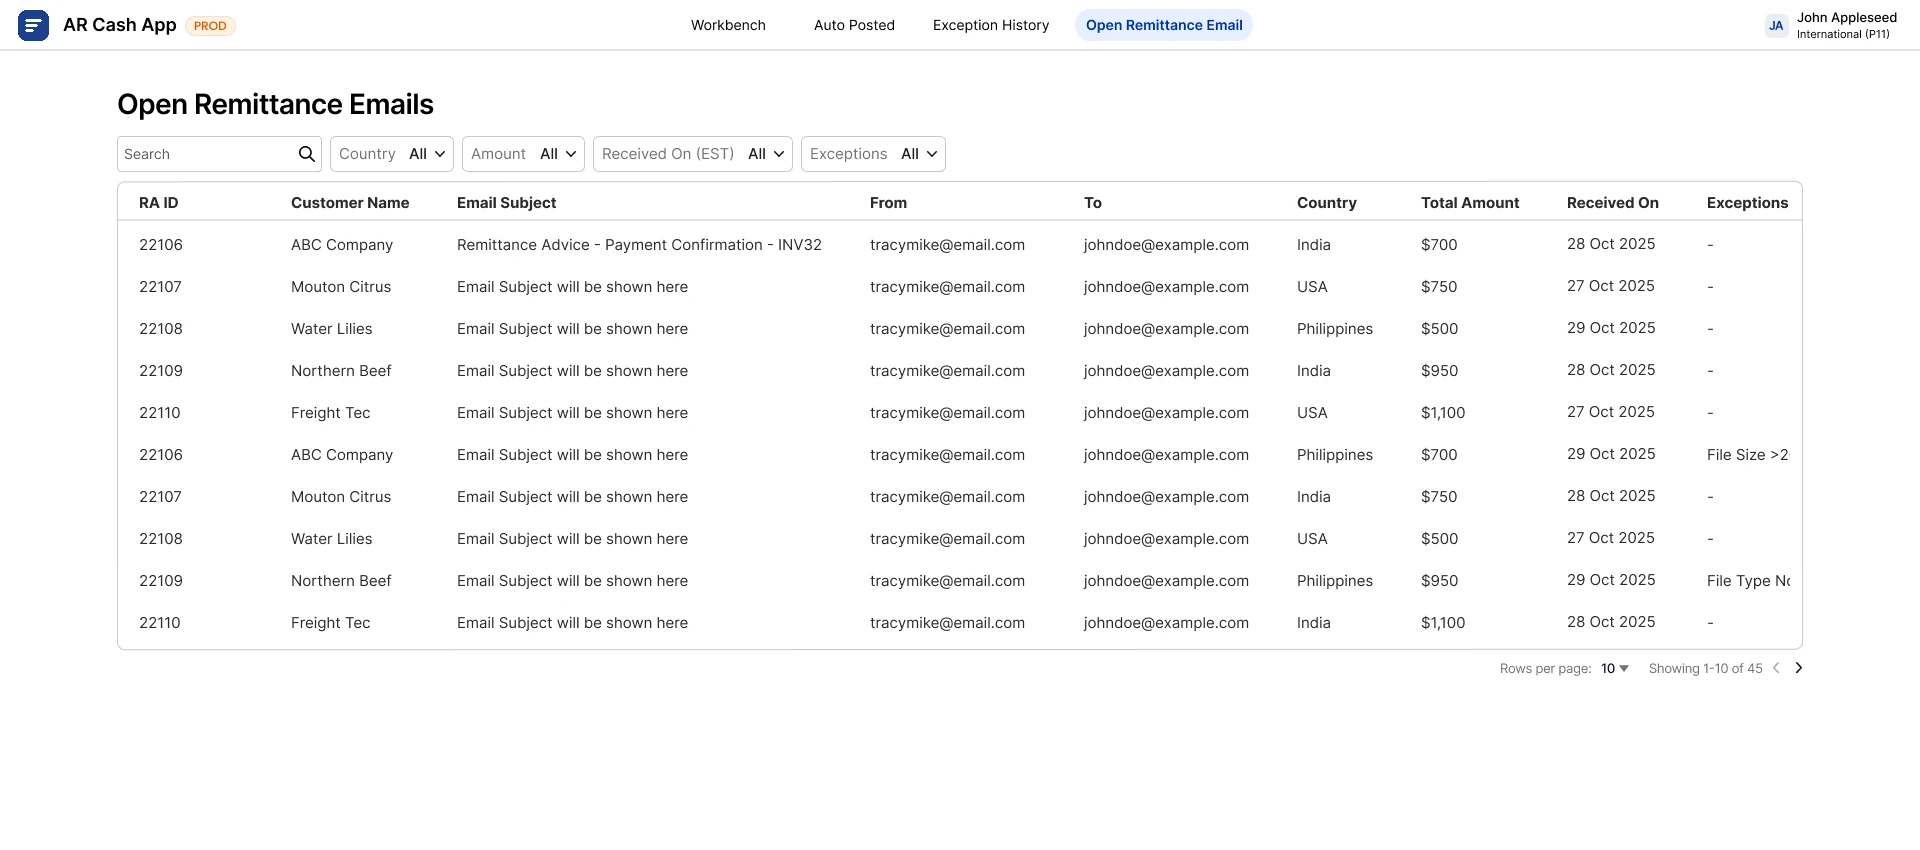 AR Cash App PROD Workbench Auto Posted Exception History Open Remittance Email JA John Appleseed
International (P11)
Open Remittance Emails
Search Country All Amount All Received On (EST) All Exceptions All
RA ID Customer Name Email Subject From To Country Total Amount Received On Exceptions
22106 ABC Company Remittance Advice - Payment Confirmation - INV32 tracymike@email.com johndoe@example.com India $700 28 Oct 2025 -
22107 Mouton Citrus Email Subject will be shown here tracymike@email.com johndoe@example.com USA $750 27 Oct 2025 -
22108 Water Lilies Email Subject will be shown here tracymike@email.com johndoe@example.com Philippines $500 29 Oct 2025 -
22109 Northern Beef Email Subject will be shown here tracymike@email.com johndoe@example.com India $950 28 Oct 2025 -
22110 Freight Tec Email Subject will be shown here tracymike@email.com johndoe@example.com USA $1,100 27 Oct 2025 -
22106 ABC Company Email Subject will be shown here tracymike@email.com johndoe@example.com Philippines $700 29 Oct 2025 File Size >2
22107 Mouton Citrus Email Subject will be shown here tracymike@email.com johndoe@example.com India $750 28 Oct 2025 -
22108 Water Lilies Email Subject will be shown here tracymike@email.com johndoe@example.com USA $500 27 Oct 2025 -
22109 Northern Beef Email Subject will be shown here tracymike@email.com johndoe@example.com Philippines $950 29 Oct 2025 File Type
22110 Freight Tec Email Subject will be shown here tracymike@email.com johndoe@example.com India $1,100 28 Oct 2025 -
Rows per page: 10 Showing 1-10 of 45